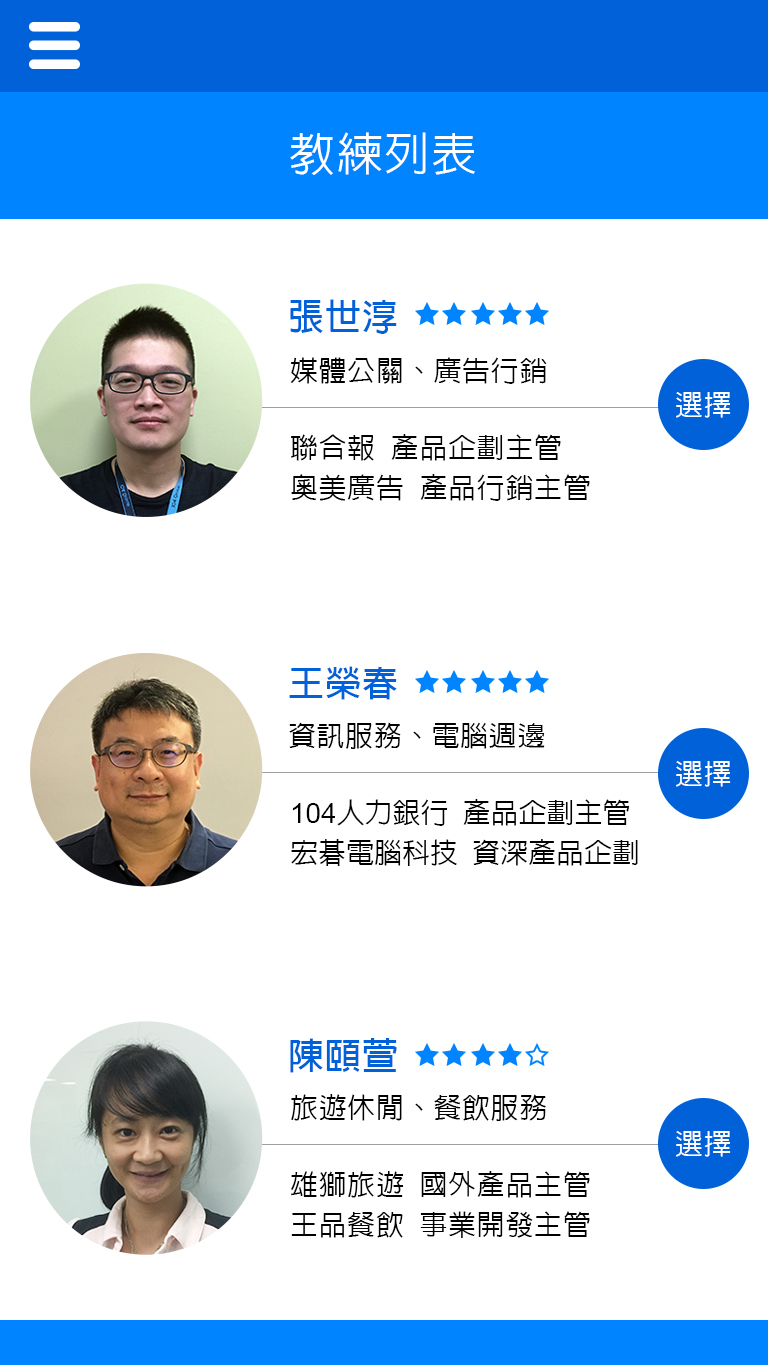 教練列表
張世淳 ★★★★★
媒體公關、廣告行銷
選擇
聯合報 產品企劃主管
奧美廣告 產品行銷主管
王榮春 ★★★★★
資訊服務、電腦週邊
選擇
104人力銀行 產品企劃主管
宏碁電腦科技 資深產品企劃
陳頤萱 ★★★★☆
旅遊休閒、餐飲服務
選擇
雄獅旅遊 國外產品主管
王品餐飲 事業開發主管